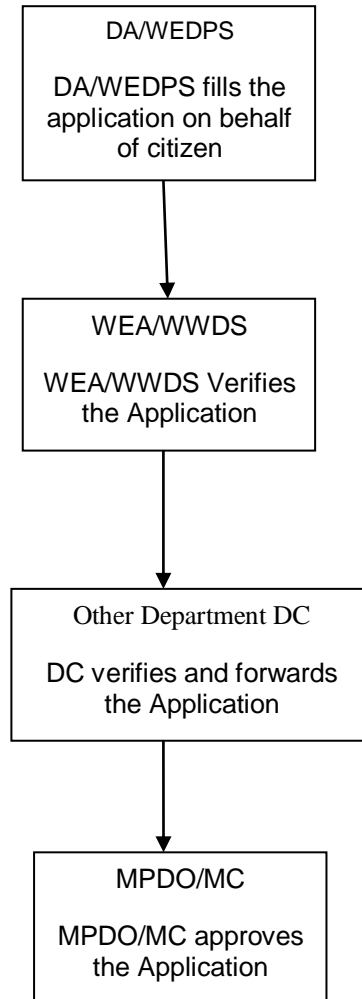 DA/WEDPS
DA/WEDPS fills the
application on behalf
of citizen
WEA/WWDS
WEA/WWDS Verifies
the Application
Other Department DC
DC verifies and forwards
the Application
MPDO/MC
MPDO/MC approves
the Application